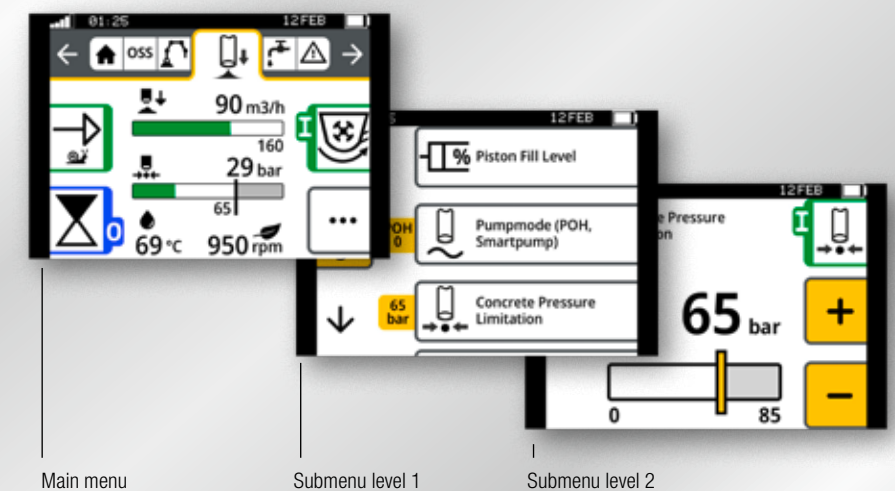 01:25 12FEB
OSS
90 m3/h
160
I
29 bar
65
0
69 °C 950 rpm
12FEB
% Piston Fill Level
POH
0
Pumpmode (POH,
Smartpump)
65
bar
Concrete Pressure
Limitation
12FEB
Pressure
I
65 bar
+
0 85
−
Main menu Submenu level 1 Submenu level 2